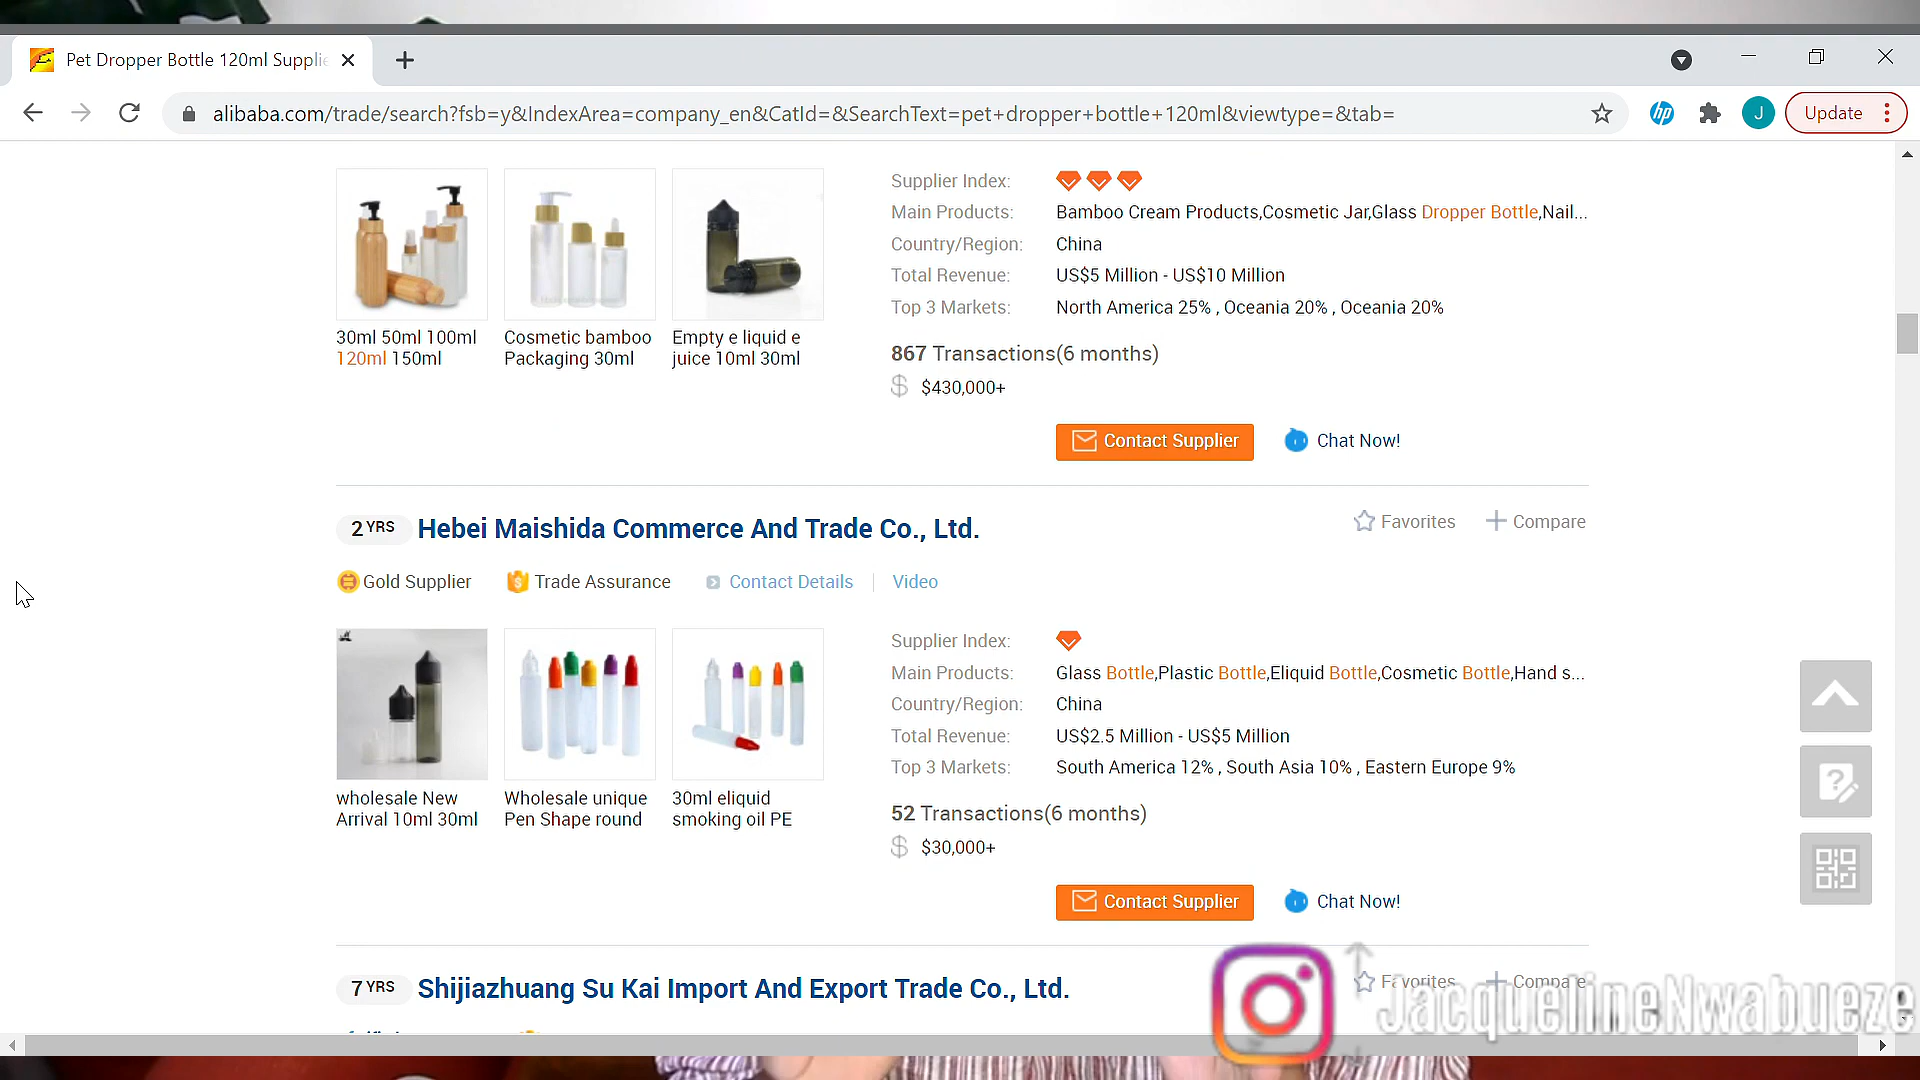 Pet Dropper Bottle 120ml Supplie
alibaba.com/trade/search?fsb=y&IndexArea=company_en&CatId=&SearchText=pet+dropper+bottle+120ml&viewtype=&tab=
hp
J
Update
30ml 50ml 100ml
120ml 150ml
Cosmetic bamboo
Packaging 30ml
Empty e liquid e
juice 10ml 30ml
Supplier Index:
Main Products: Bamboo Cream Products,Cosmetic Jar,Glass Dropper Bottle,Nail...
Country/Region: China
Total Revenue: US$5 Million - US$10 Million
Top 3 Markets: North America 25% , Oceania 20% , Oceania 20%
867 Transactions(6 months)
$ $430,000+
Contact Supplier Chat Now!
2 YRS Hebei Maishida Commerce And Trade Co., Ltd.
Favorites Compare
Gold Supplier Trade Assurance Contact Details Video
wholesale New
Arrival 10ml 30ml
Wholesale unique
Pen Shape round
30ml eliquid
smoking oil PE
Supplier Index:
Main Products: Glass Bottle,Plastic Bottle,Eliquid Bottle,Cosmetic Bottle,Hand s...
Country/Region: China
Total Revenue: US$2.5 Million - US$5 Million
Top 3 Markets: South America 12% , South Asia 10% , Eastern Europe 9%
52 Transactions(6 months)
$ $30,000+
Contact Supplier Chat Now!
7 YRS Shijiazhuang Su Kai Import And Export Trade Co., Ltd.
Favorites Compare
JacquelineNwabueze